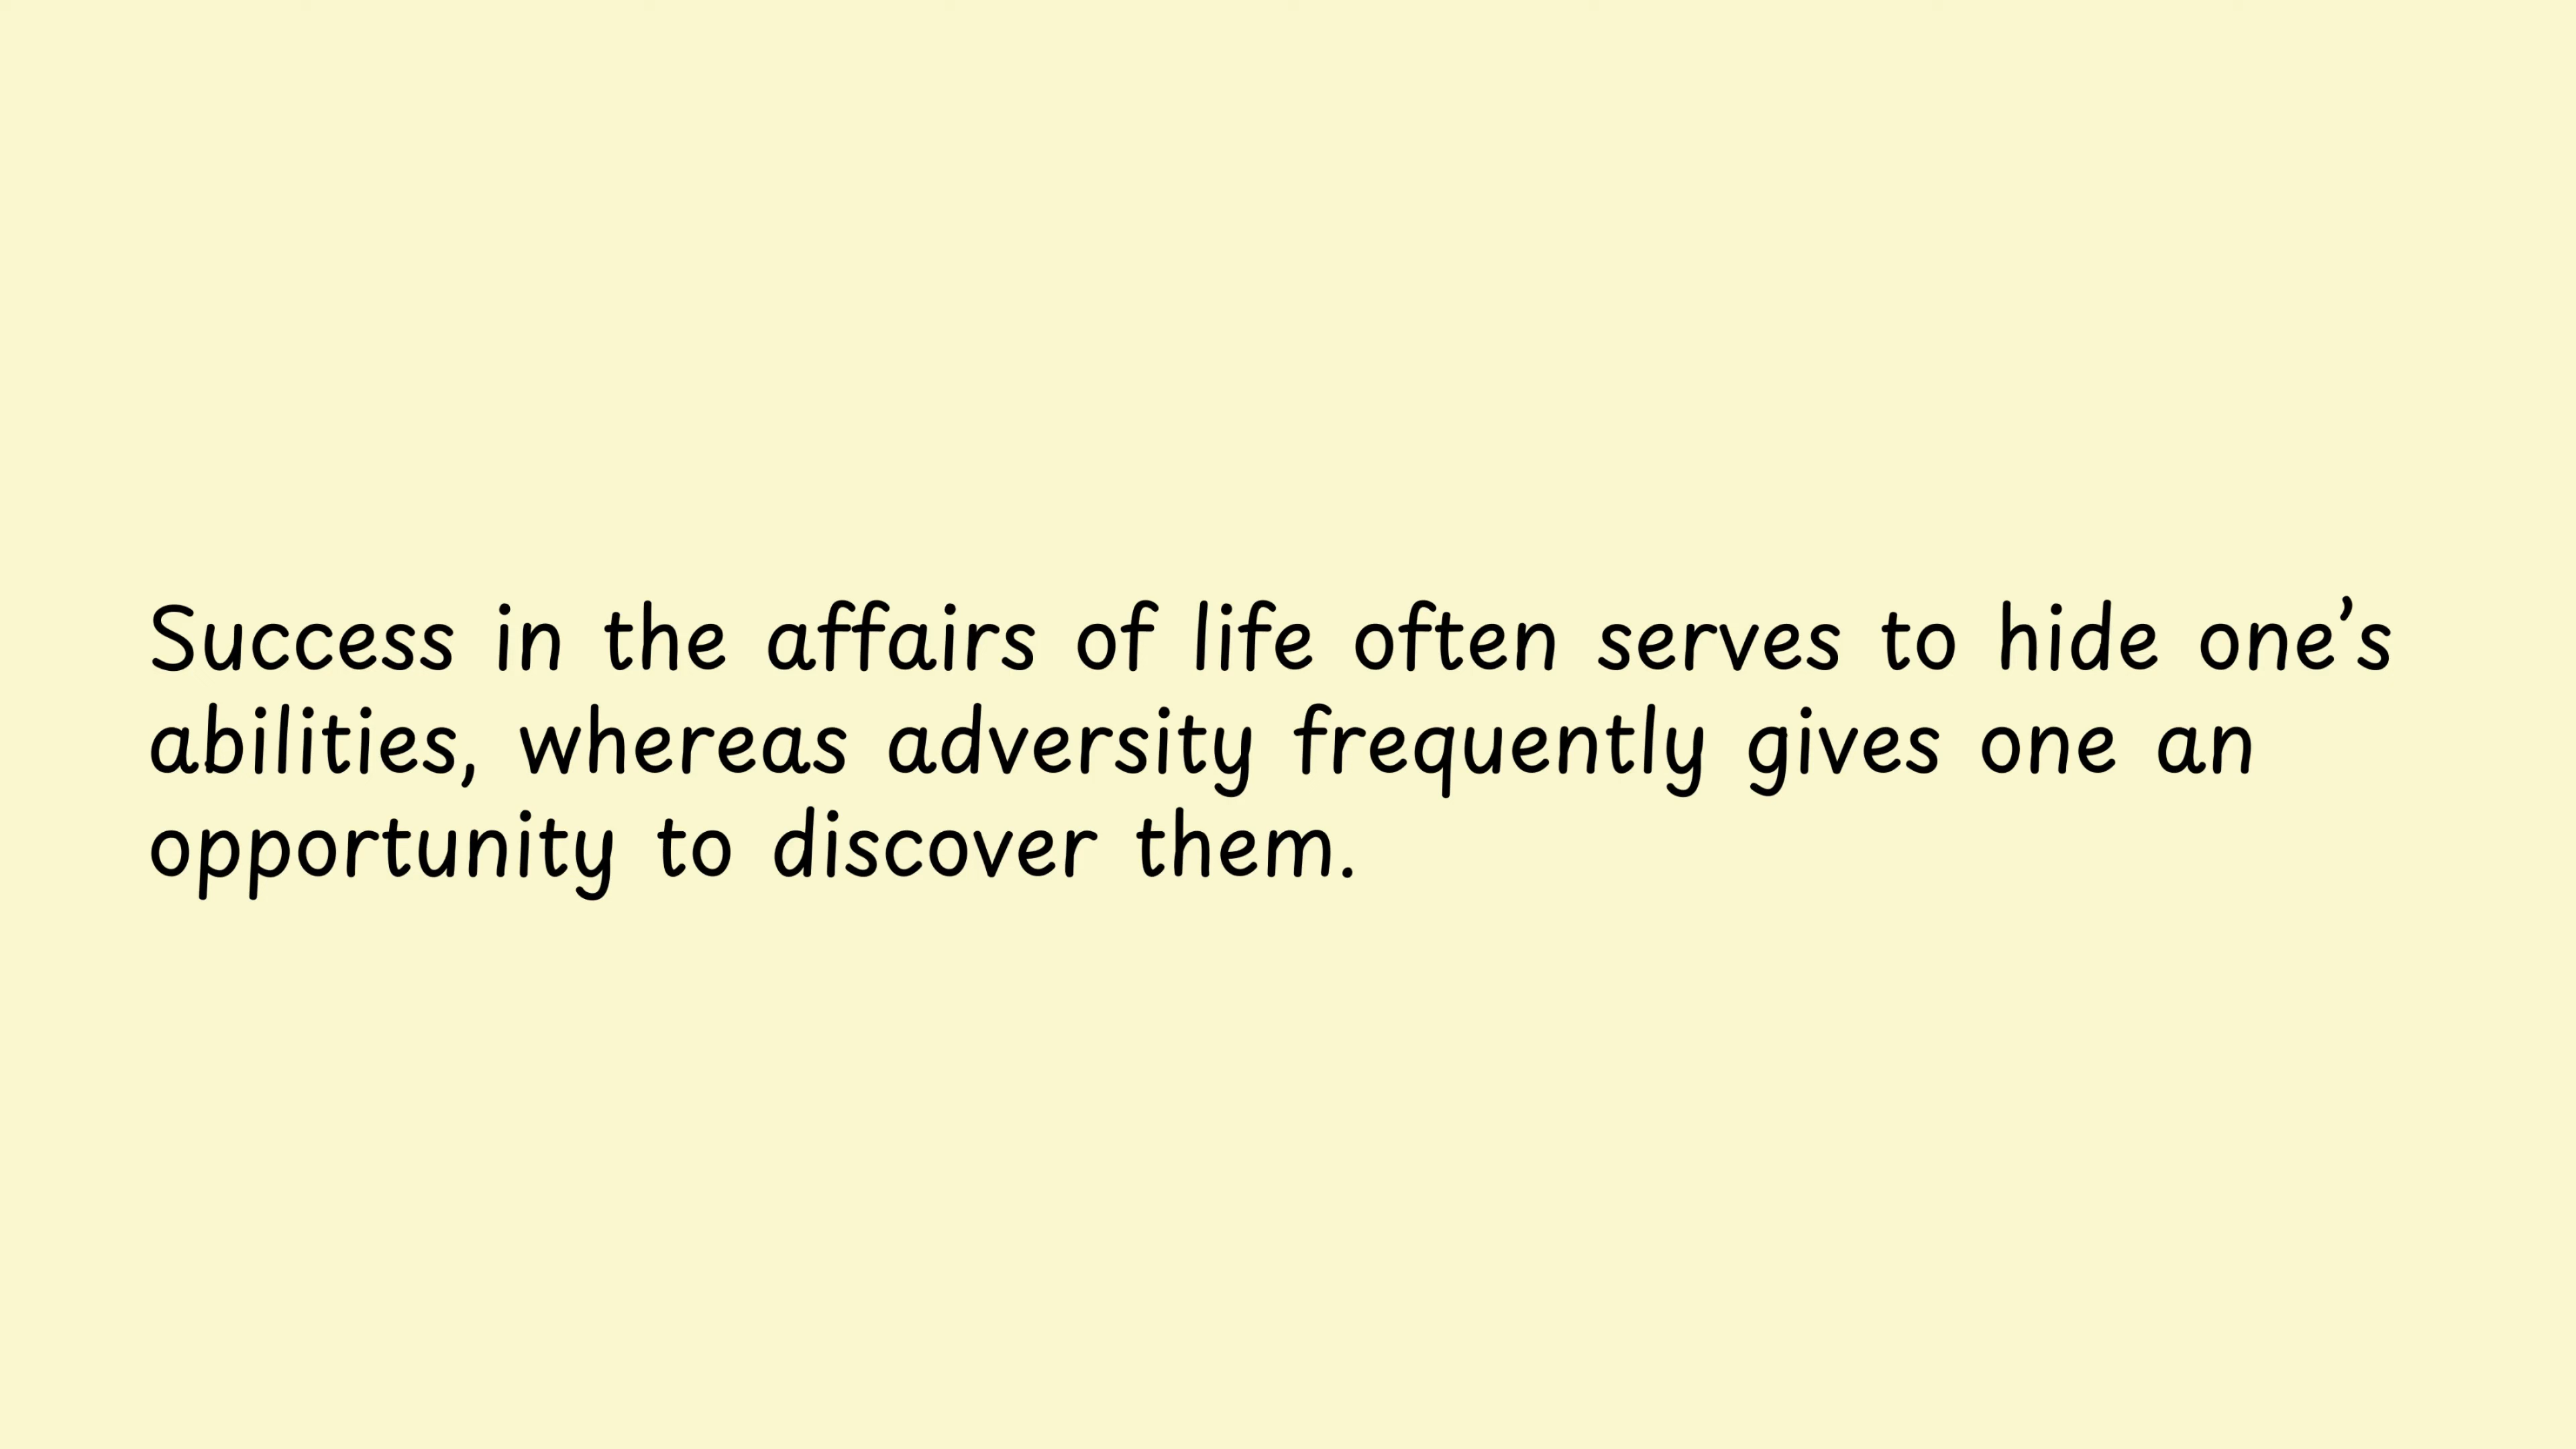 Success in the affairs of life often serves to hide one’s
abilities, whereas adversity frequently gives one an
opportunity to discover them.